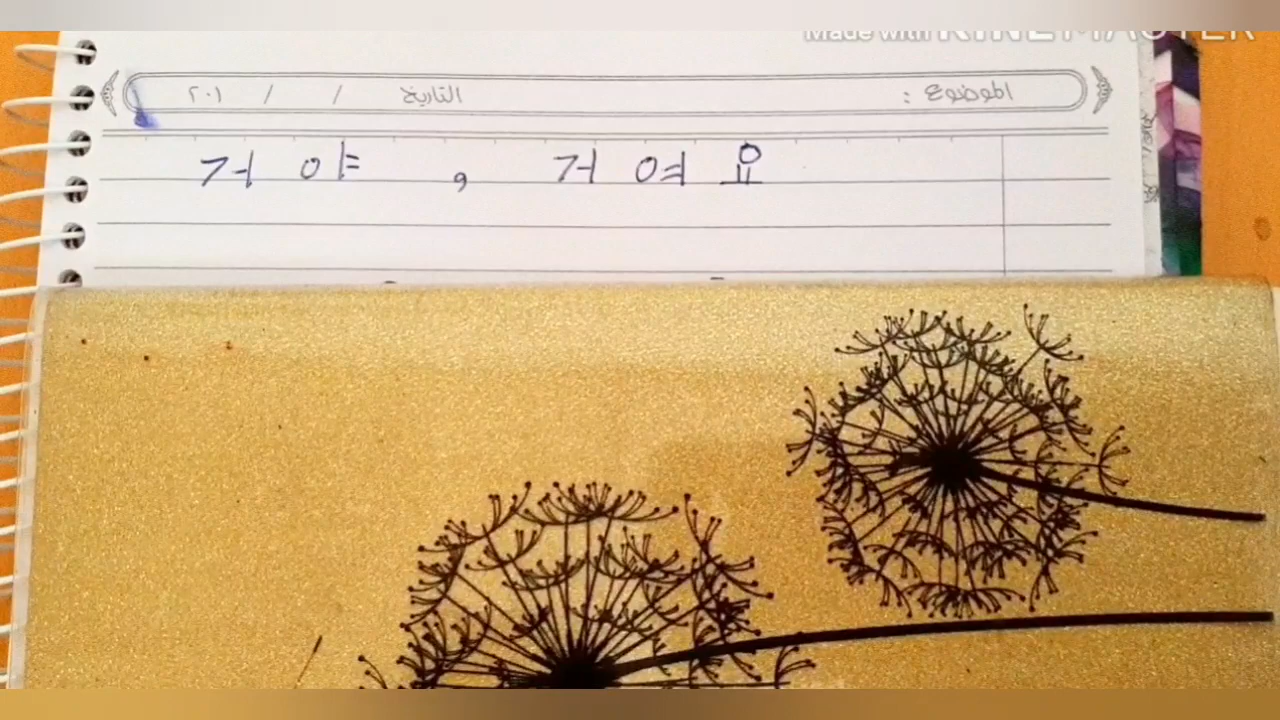 Made with KINEMASTER
الموضوع : التاريخ / / ٢٠١
거 야 , 거 예 요